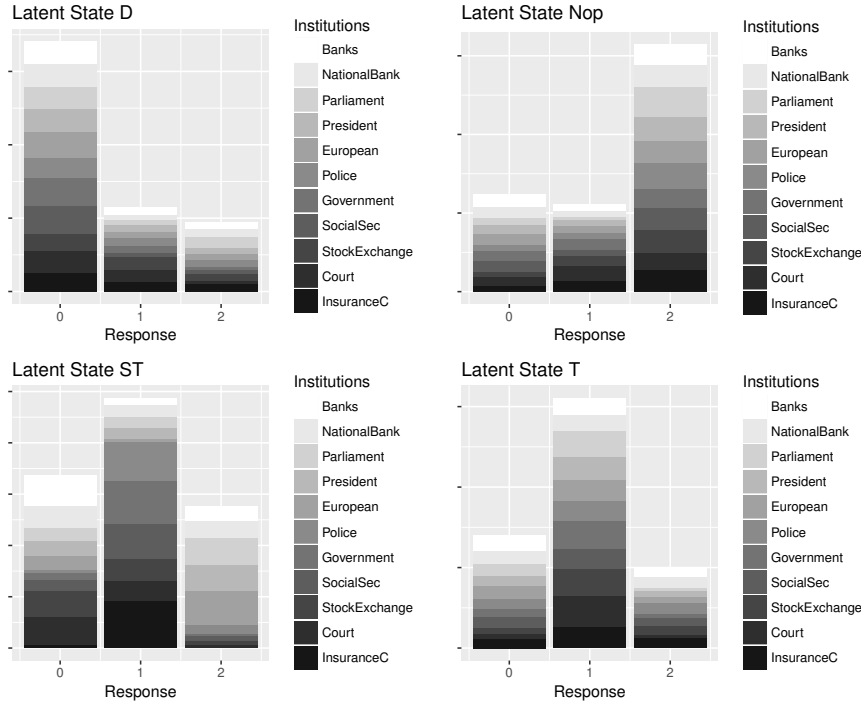 Latent State D
Institutions
Banks
NationalBank
Parliament
President
European
Police
Government
SocialSec
StockExchange
Court
InsuranceC
0 1 2
Response
Latent State Nop
Institutions
Banks
NationalBank
Parliament
President
European
Police
Government
SocialSec
StockExchange
Court
InsuranceC
0 1 2
Response
Latent State ST
Institutions
Banks
NationalBank
Parliament
President
European
Police
Government
SocialSec
StockExchange
Court
InsuranceC
0 1 2
Response
Latent State T
Institutions
Banks
NationalBank
Parliament
President
European
Police
Government
SocialSec
StockExchange
Court
InsuranceC
0 1 2
Response